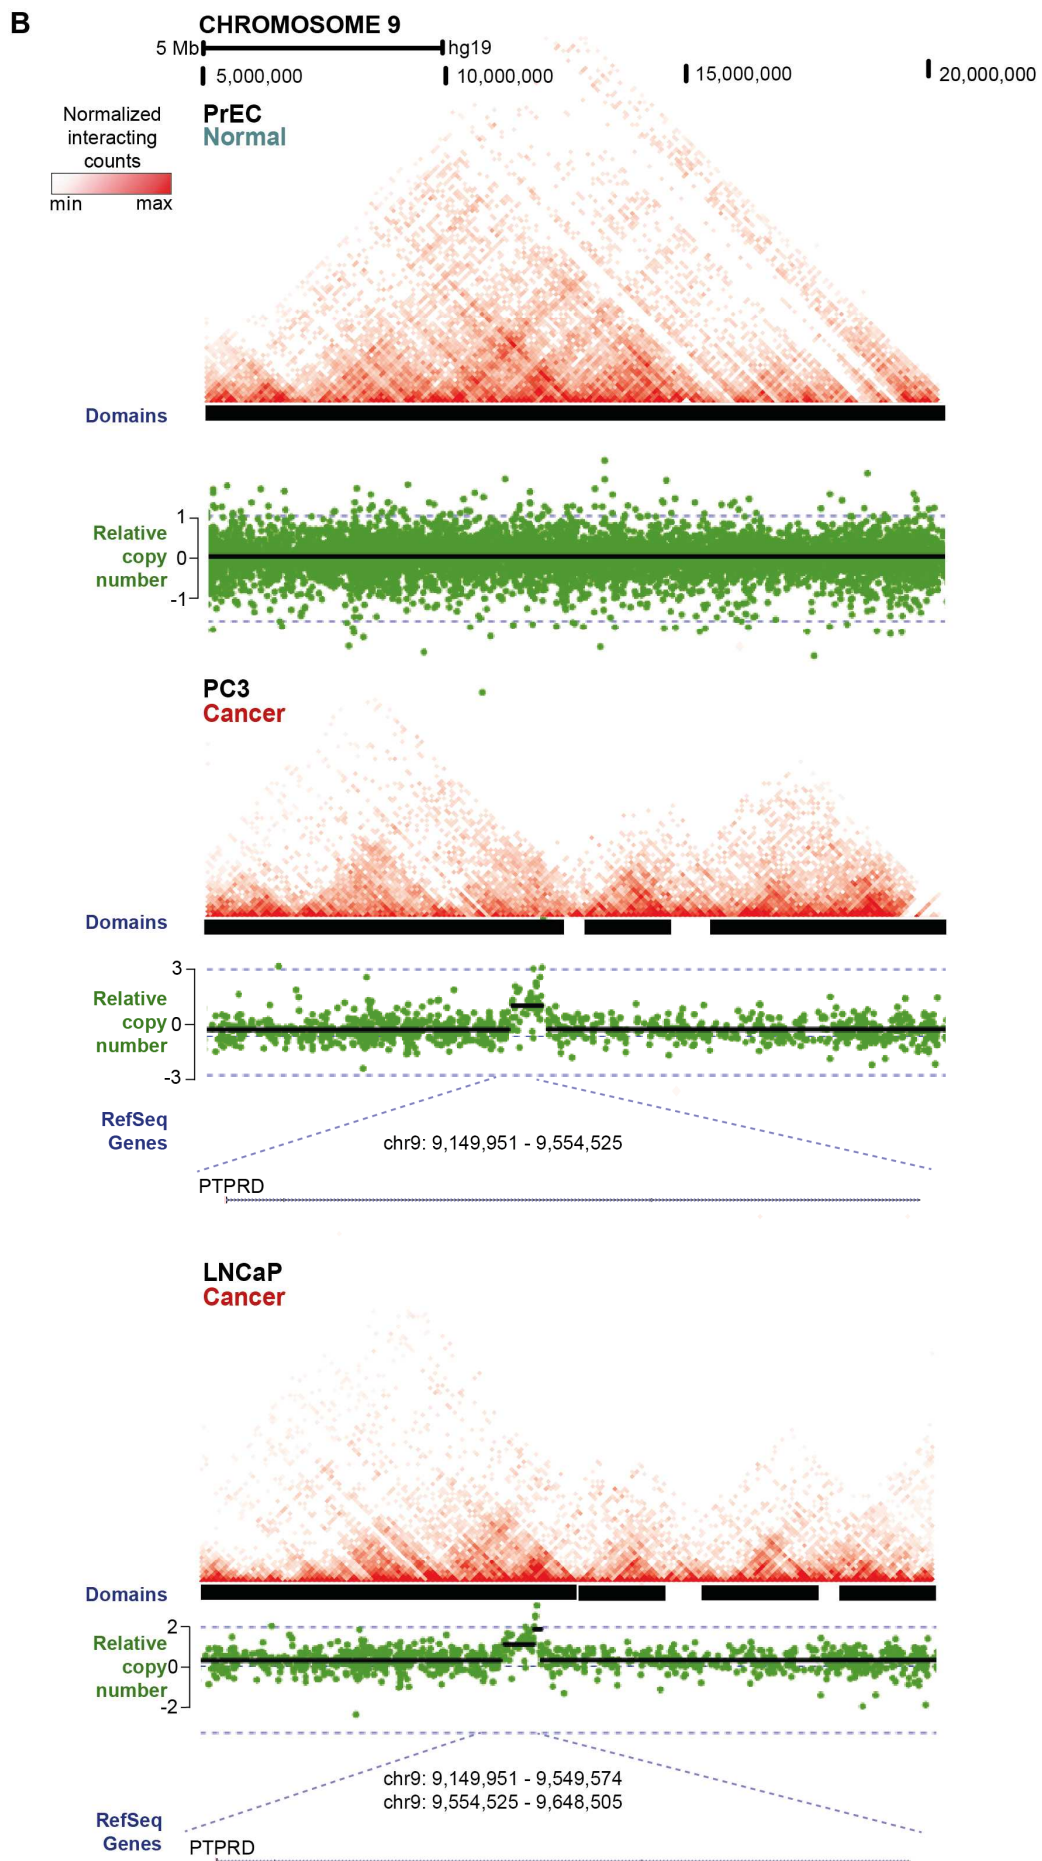 B
CHROMOSOME 9
5 Mb hg19
5,000,000 10,000,000 15,000,000 20,000,000
PrEC
Normal
Normalized
interacting
counts
min max
Domains
Relative
copy
number
1
0
-1
PC3
Cancer
Domains
Relative
copy
number
3
0
-3
RefSeq
Genes
chr9: 9,149,951 - 9,554,525
PTPRD
LNCaP
Cancer
Domains
Relative
copy
number
2
0
-2
chr9: 9,149,951 - 9,549,574
chr9: 9,554,525 - 9,648,505
RefSeq
Genes
PTPRD